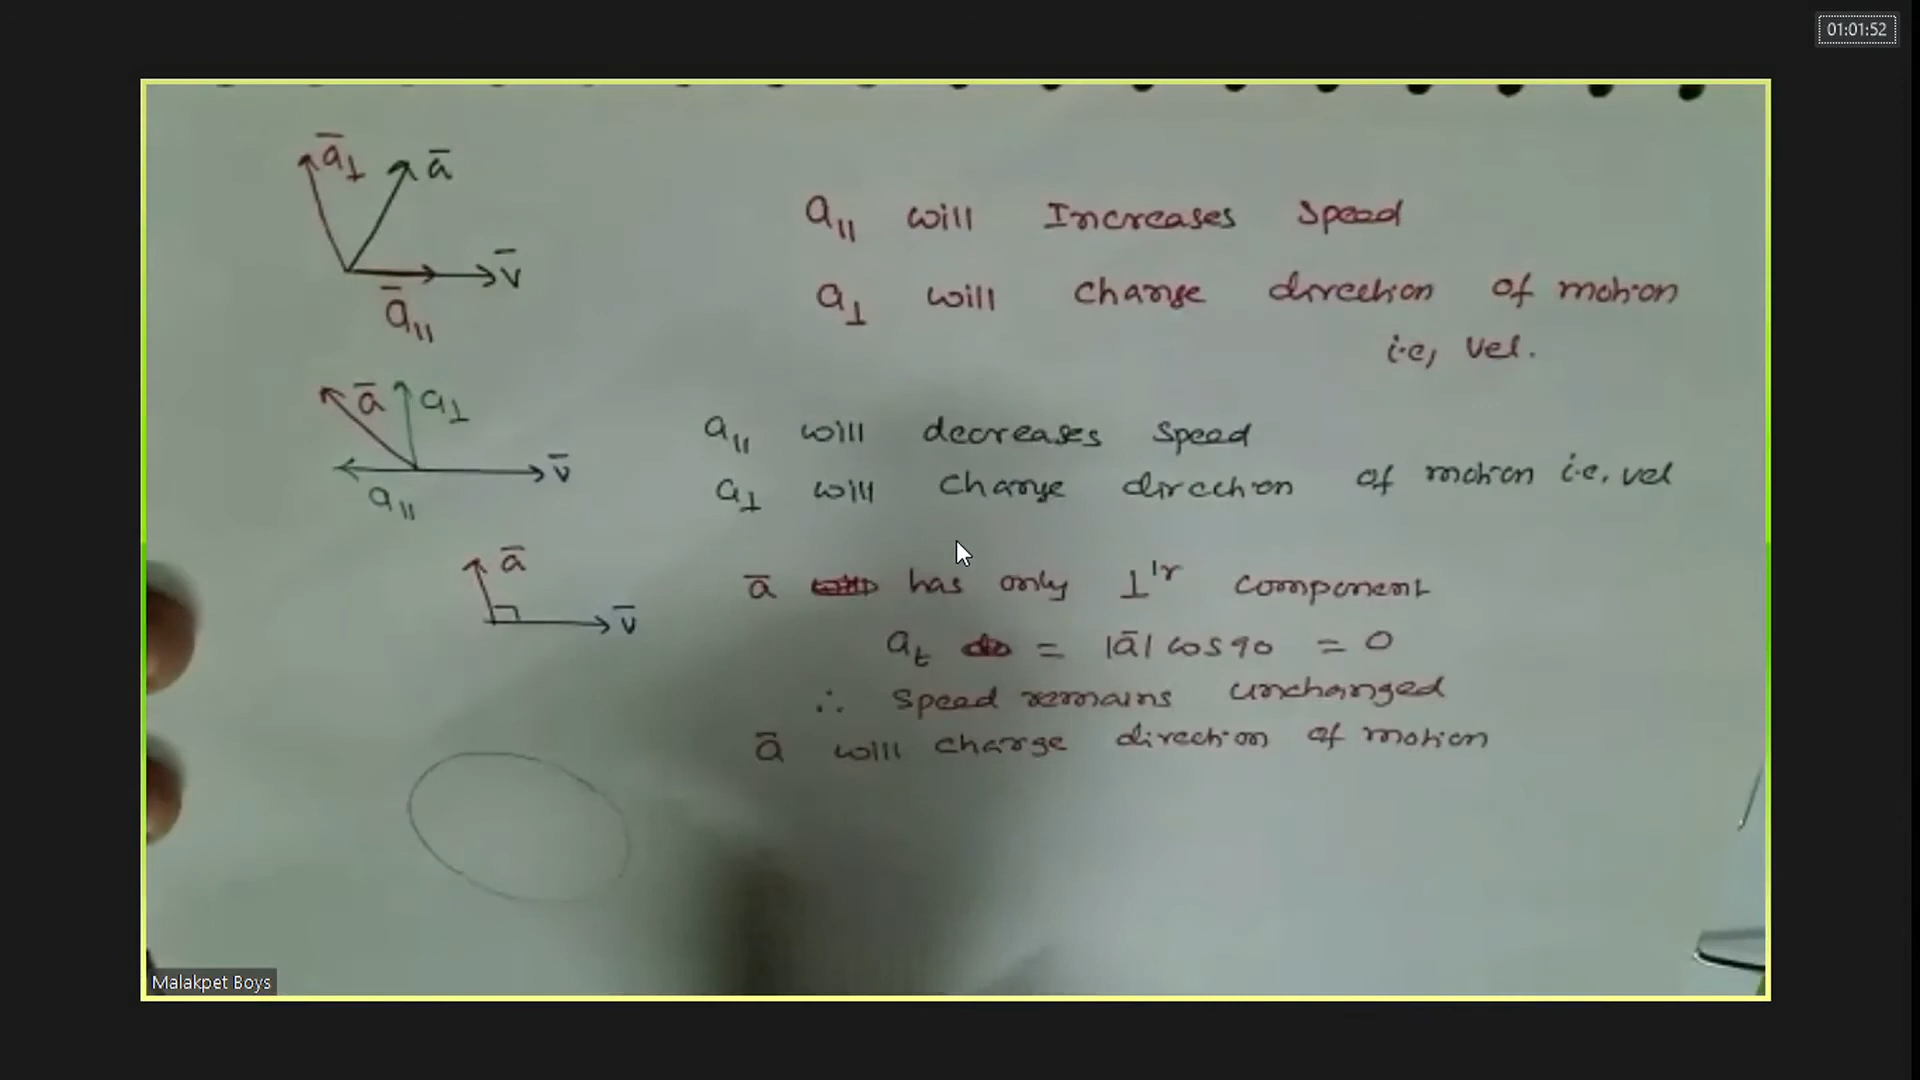 01:01:52
a̅⊥ a̅
a̅|| v̅
a|| will Increases Speed
a⊥ will change direction of motion
i.e, vel.
a̅ a⊥
a|| v̅
a|| will decreases Speed
a⊥ will change direction of motion i.e, vel
a̅
v̅
a̅ has only ⊥'r component
at = |a̅| cos 90 = 0
∴ Speed remains unchanged
a̅ will change direction of motion
Malakpet Boys